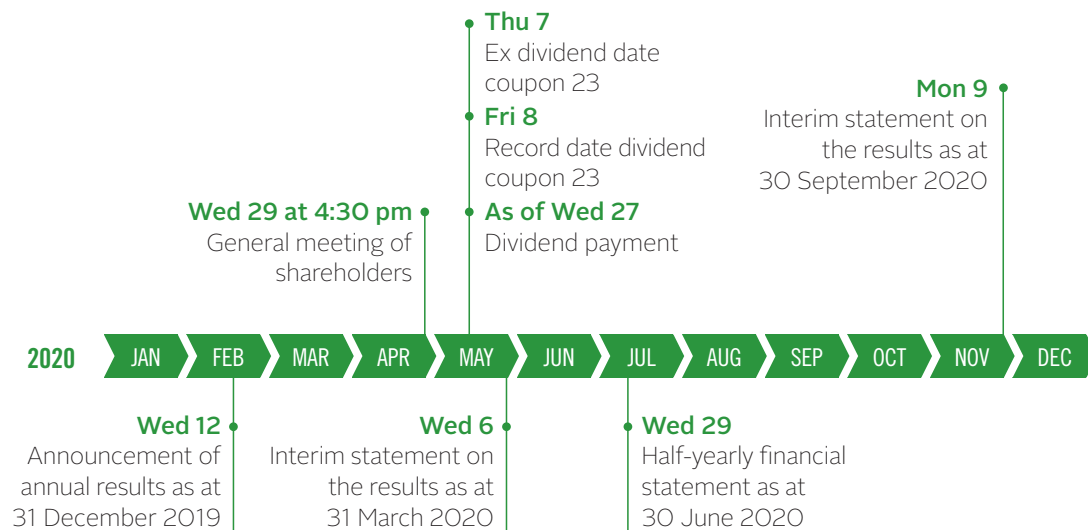 Thu 7
Ex dividend date
coupon 23
Fri 8
Record date dividend
coupon 23
As of Wed 27
Dividend payment
Wed 29 at 4:30 pm
General meeting of
shareholders
Mon 9
Interim statement on
the results as at
30 September 2020
2020 JAN FEB MAR APR MAY JUN JUL AUG SEP OCT NOV DEC
Wed 12
Announcement of
annual results as at
31 December 2019
Wed 6
Interim statement on
the results as at
31 March 2020
Wed 29
Half-yearly financial
statement as at
30 June 2020